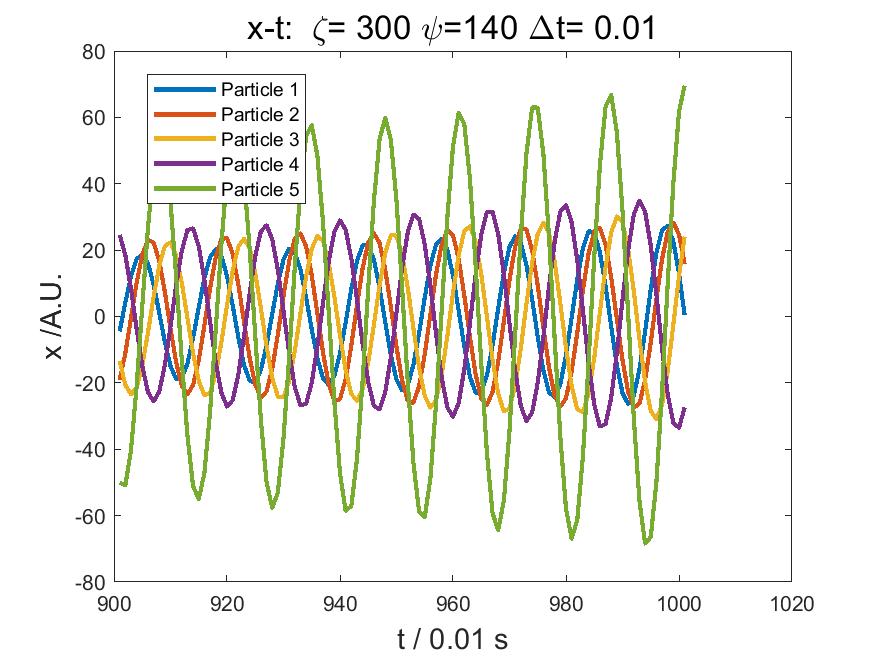 x-t: ζ= 300 ψ=140 Δt= 0.01
80
60
40
20
0
-20
-40
-60
-80
x /A.U.
Particle 1
Particle 2
Particle 3
Particle 4
Particle 5
900 920 940 960 980 1000 1020
t / 0.01 s